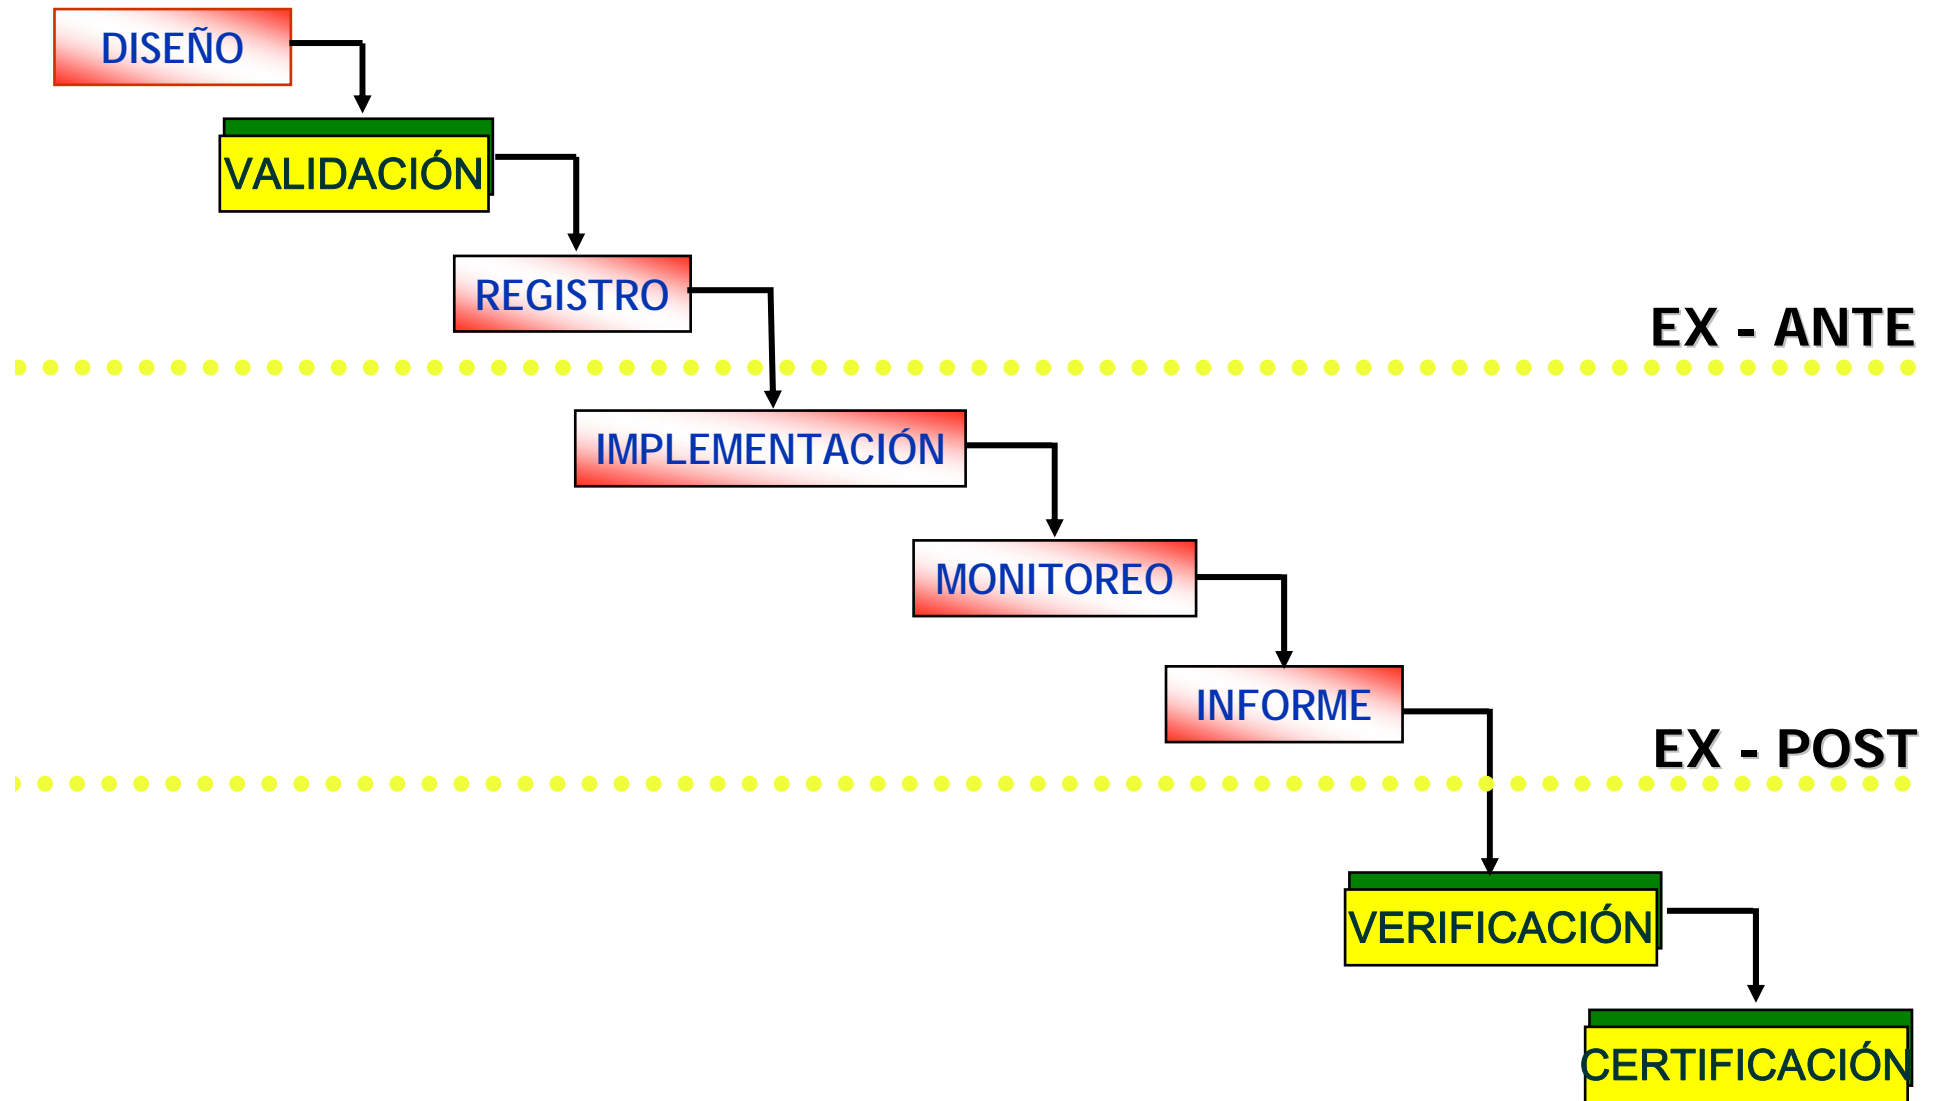 DISEÑO
VALIDACIÓN
REGISTRO
EX - ANTE
IMPLEMENTACIÓN
MONITOREO
INFORME
EX - POST
VERIFICACIÓN
CERTIFICACIÓN